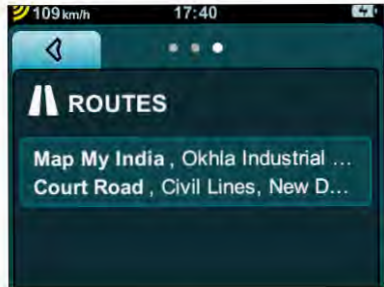 109 km/h 17:40
ROUTES
Map My India , Okhla Industrial ...
Court Road , Civil Lines, New D...